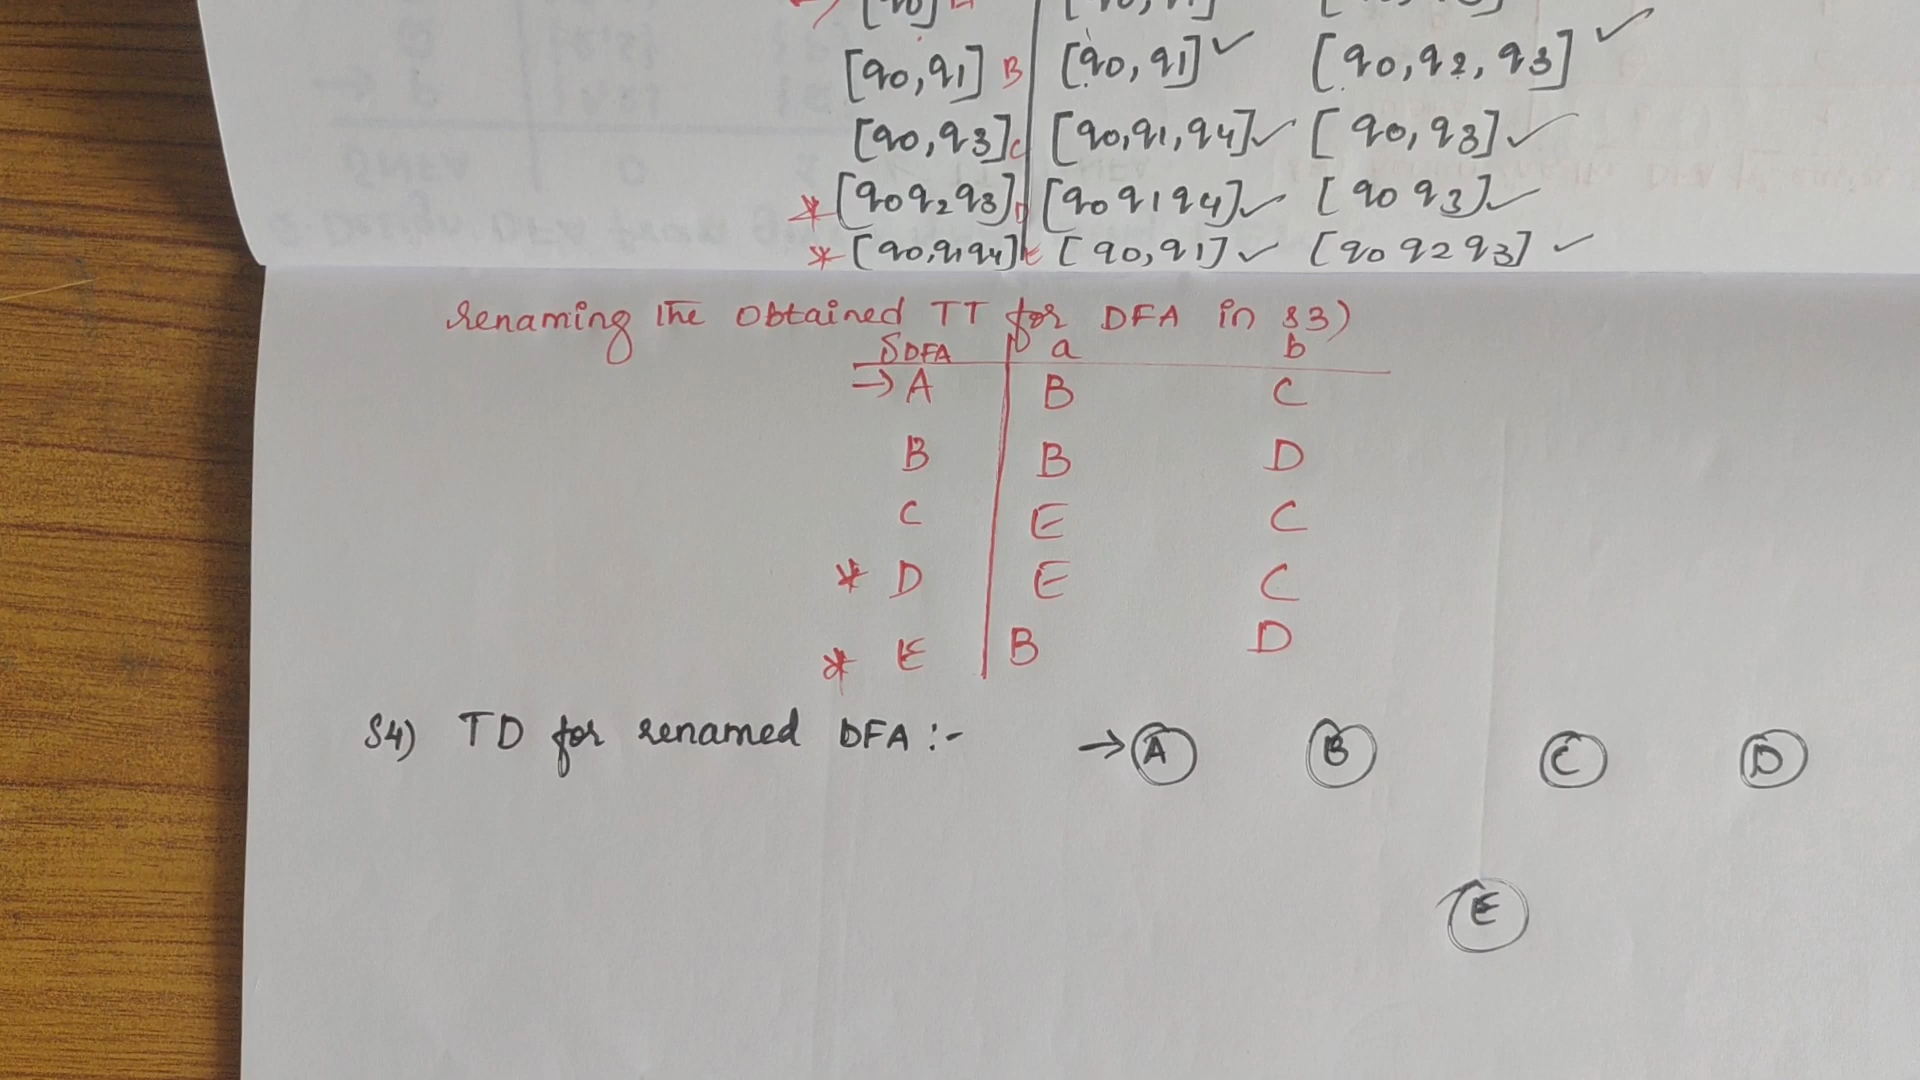 [q0,q1] B [q0,q1] ✓ [q0,q2,q3] ✓
[q0,q3] C [q0,q1,q4] ✓ [q0,q3] ✓
* [q0q2q3] D [q0q1q4] ✓ [q0q3] ✓
* [q0,q1q4] E [q0,q1] ✓ [q0q2q3] ✓
renaming the obtained TT for DFA in S3)
δDFA a b
→ A B C
B B D
C E C
* D E C
* E B D
S4) TD for renamed DFA :- → A B C D
E